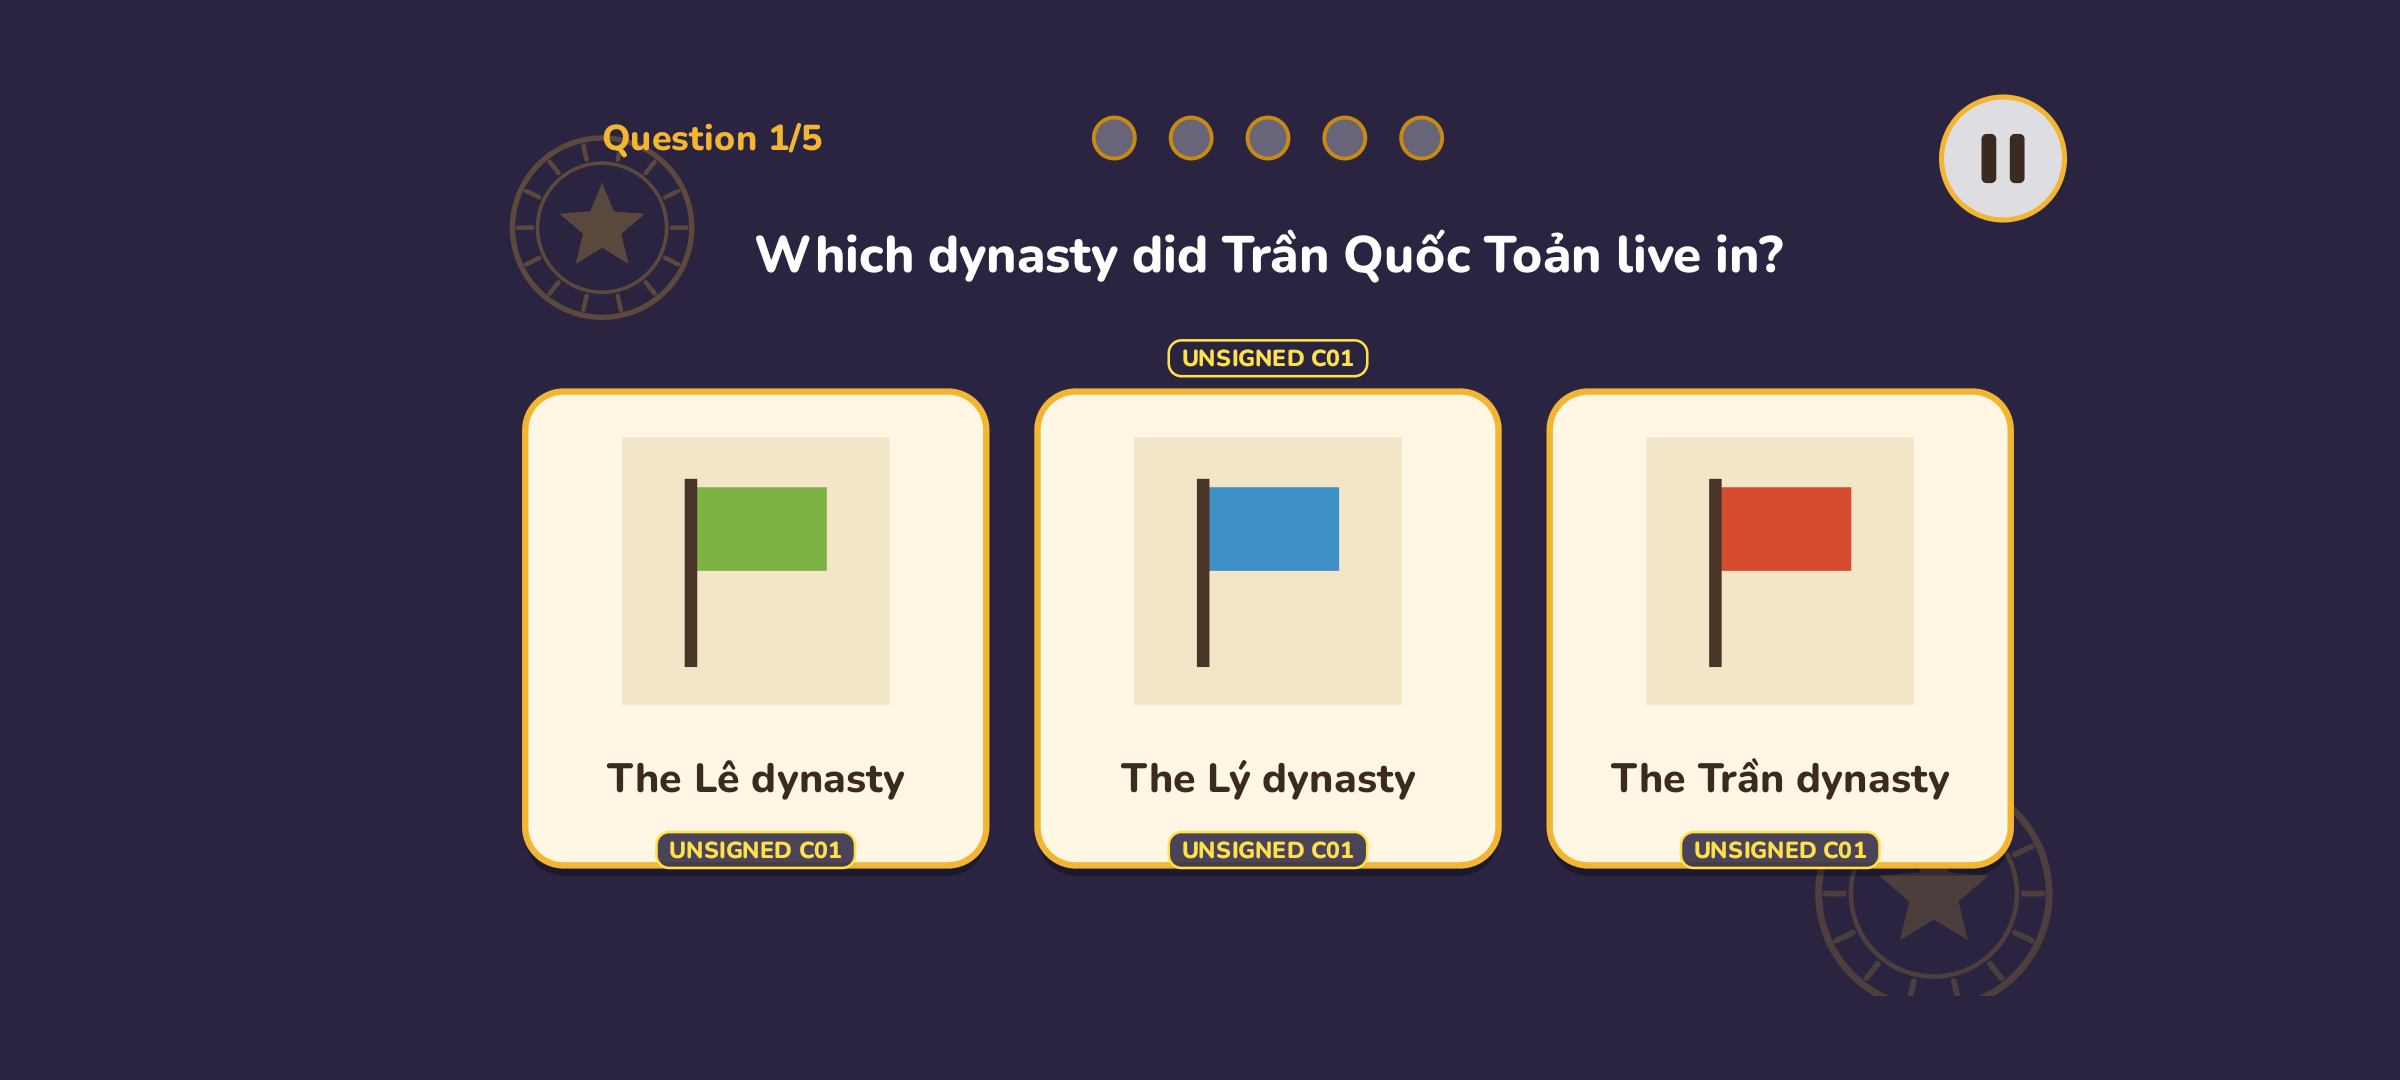 Question 1/5
Which dynasty did Trần Quốc Toản live in?
UNSIGNED C01
The Lê dynasty
The Lý dynasty
The Trần dynasty
UNSIGNED C01
UNSIGNED C01
UNSIGNED C01